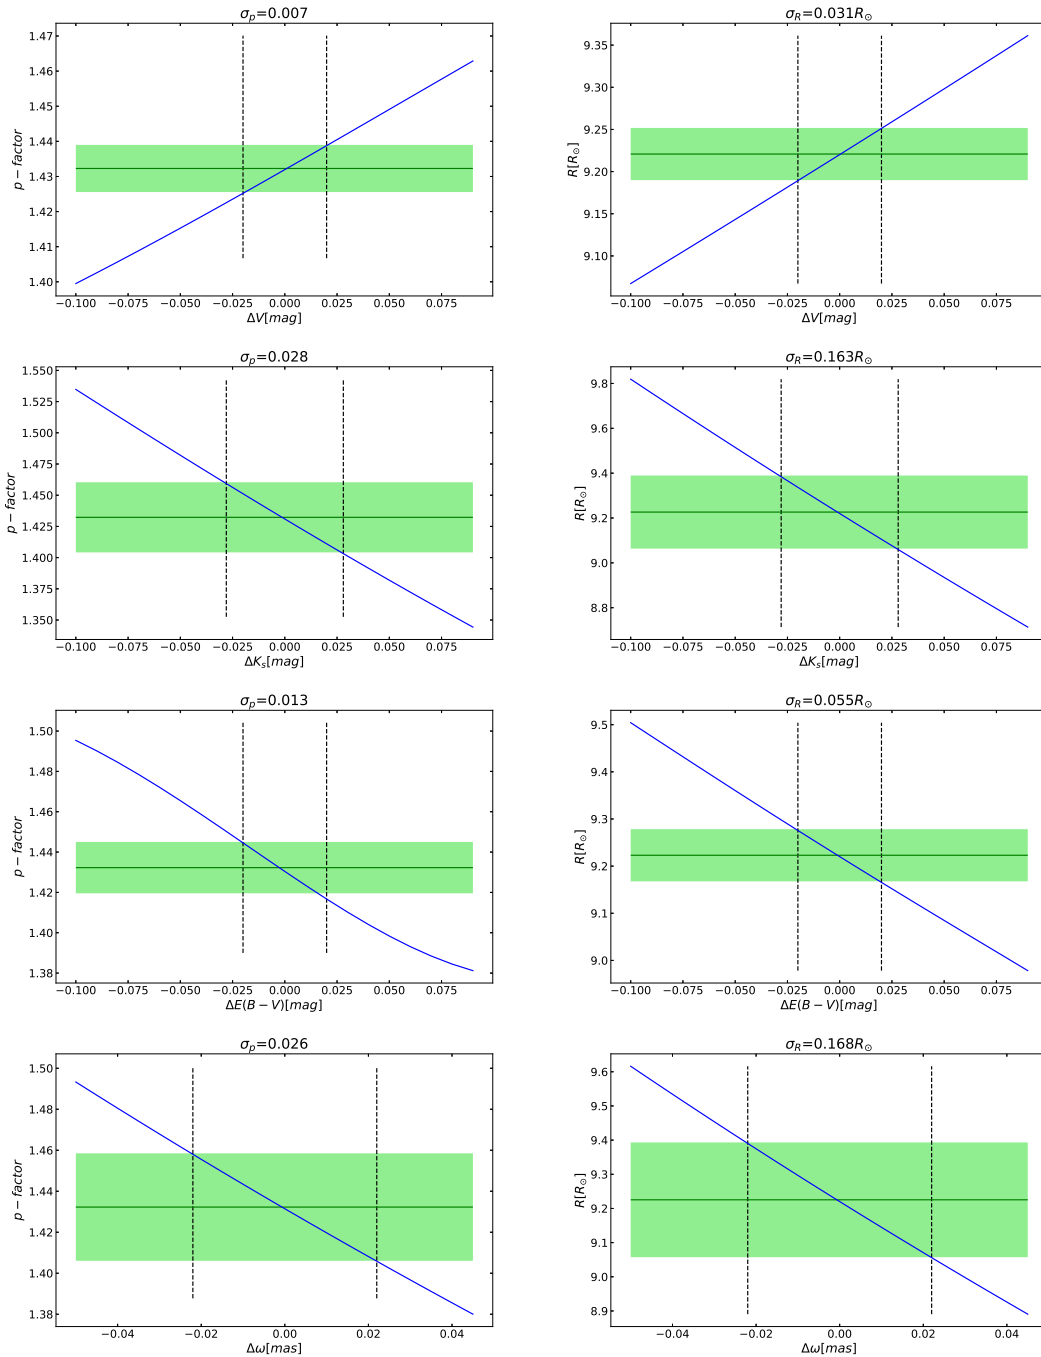 σp=0.007
p − factor
1.47
1.46
1.45
1.44
1.43
1.42
1.41
1.40
−0.100 −0.075 −0.050 −0.025 0.000 0.025 0.050 0.075
ΔV[mag]
σR=0.031R⊙
R[R⊙]
9.35
9.30
9.25
9.20
9.15
9.10
−0.100 −0.075 −0.050 −0.025 0.000 0.025 0.050 0.075
ΔV[mag]
σp=0.028
p − factor
1.550
1.525
1.500
1.475
1.450
1.425
1.400
1.375
1.350
−0.100 −0.075 −0.050 −0.025 0.000 0.025 0.050 0.075
ΔKs[mag]
σR=0.163R⊙
R[R⊙]
9.8
9.6
9.4
9.2
9.0
8.8
−0.100 −0.075 −0.050 −0.025 0.000 0.025 0.050 0.075
ΔKs[mag]
σp=0.013
p − factor
1.50
1.48
1.46
1.44
1.42
1.40
1.38
−0.100 −0.075 −0.050 −0.025 0.000 0.025 0.050 0.075
ΔE(B − V)[mag]
σR=0.055R⊙
R[R⊙]
9.5
9.4
9.3
9.2
9.1
9.0
−0.100 −0.075 −0.050 −0.025 0.000 0.025 0.050 0.075
ΔE(B − V)[mag]
σp=0.026
p − factor
1.50
1.48
1.46
1.44
1.42
1.40
1.38
−0.04 −0.02 0.00 0.02 0.04
Δω[mas]
σR=0.168R⊙
R[R⊙]
9.6
9.5
9.4
9.3
9.2
9.1
9.0
8.9
−0.04 −0.02 0.00 0.02 0.04
Δω[mas]